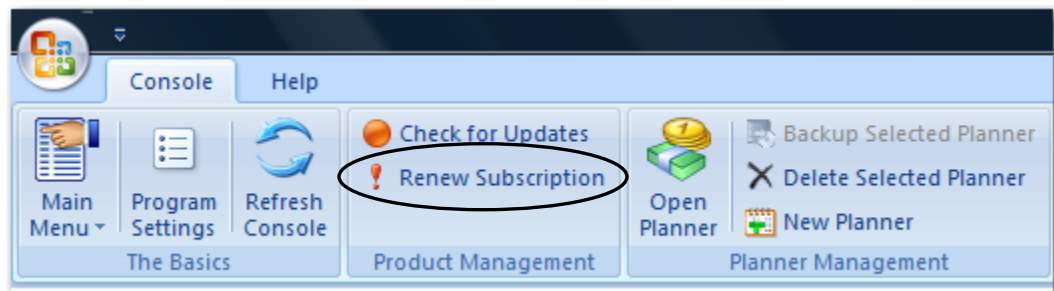 Console Help
Main Menu
Program Settings
Refresh Console
The Basics
Check for Updates
Renew Subscription
Product Management
Open Planner
Backup Selected Planner
Delete Selected Planner
New Planner
Planner Management